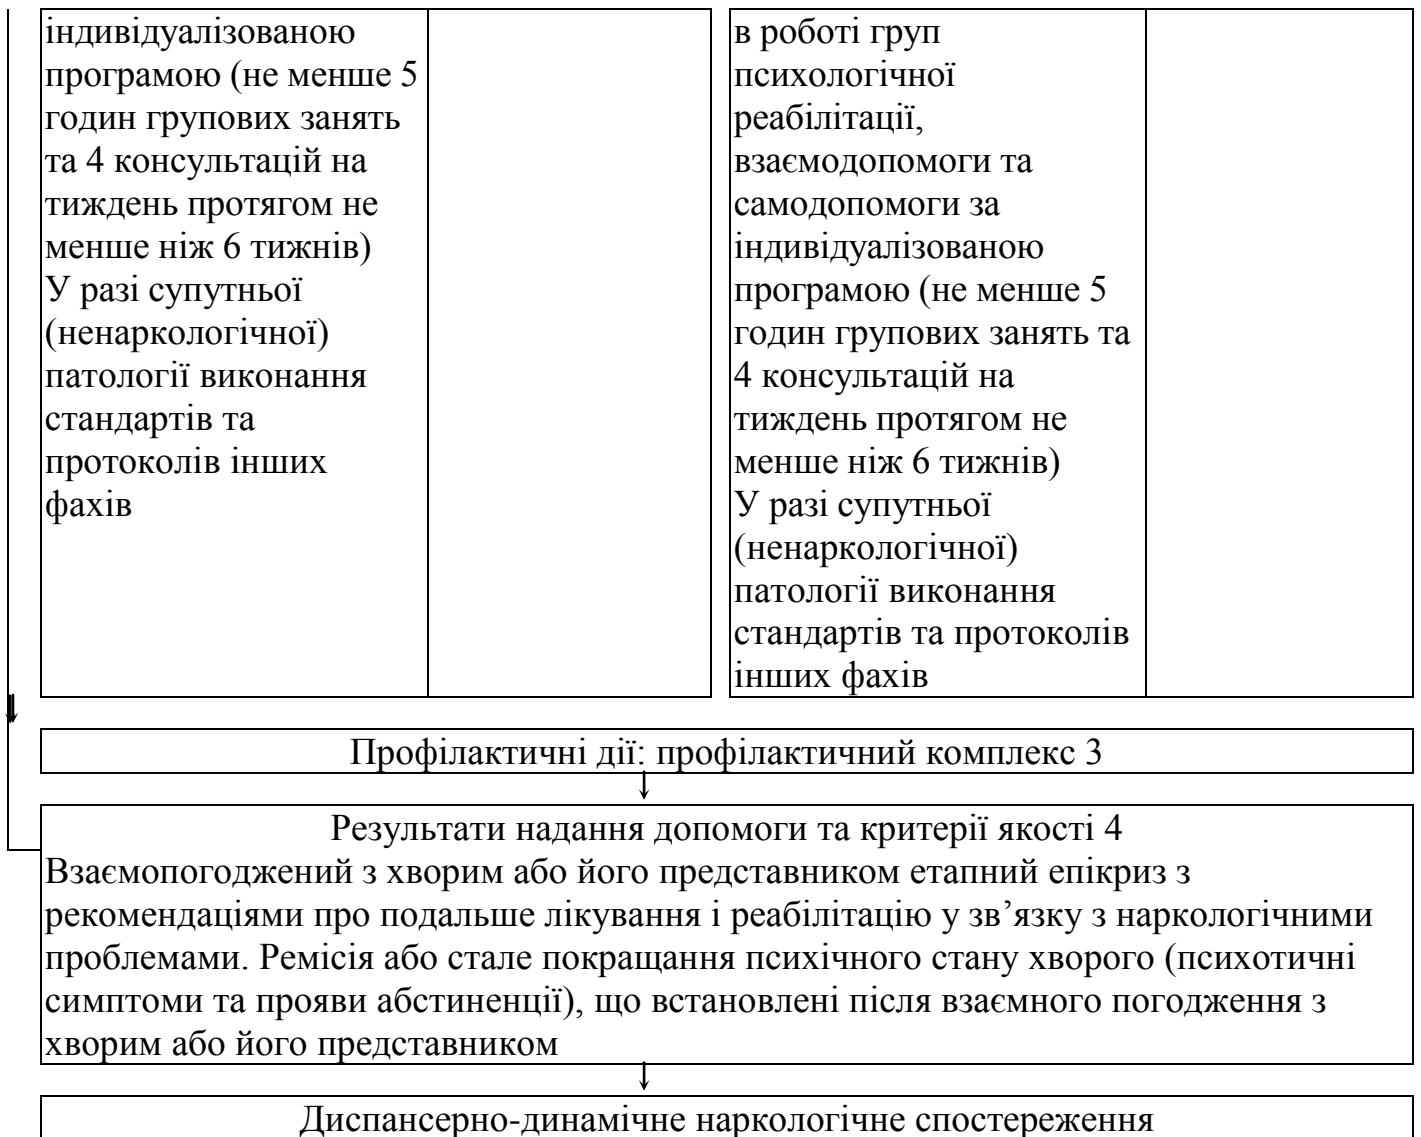 індивідуалізованою
програмою (не менше 5
годин групових занять
та 4 консультацій на
тиждень протягом не
менше ніж 6 тижнів)
У разі супутньої
(ненаркологічної)
патології виконання
стандартів та
протоколів інших
фахів
в роботі груп
психологічної
реабілітації,
взаємодопомоги та
самодопомоги за
індивідуалізованою
програмою (не менше 5
годин групових занять та
4 консультацій на
тиждень протягом не
менше ніж 6 тижнів)
У разі супутньої
(ненаркологічної)
патології виконання
стандартів та протоколів
інших фахів
Профілактичні дії: профілактичний комплекс 3
Результати надання допомоги та критерії якості 4
Взаємопогоджений з хворим або його представником етапний епікриз з
рекомендаціями про подальше лікування і реабілітацію у зв’язку з наркологічними
проблемами. Ремісія або стале покращання психічного стану хворого (психотичні
симптоми та прояви абстиненції), що встановлені після взаємного погодження з
хворим або його представником
Диспансерно-динамічне наркологічне спостереження